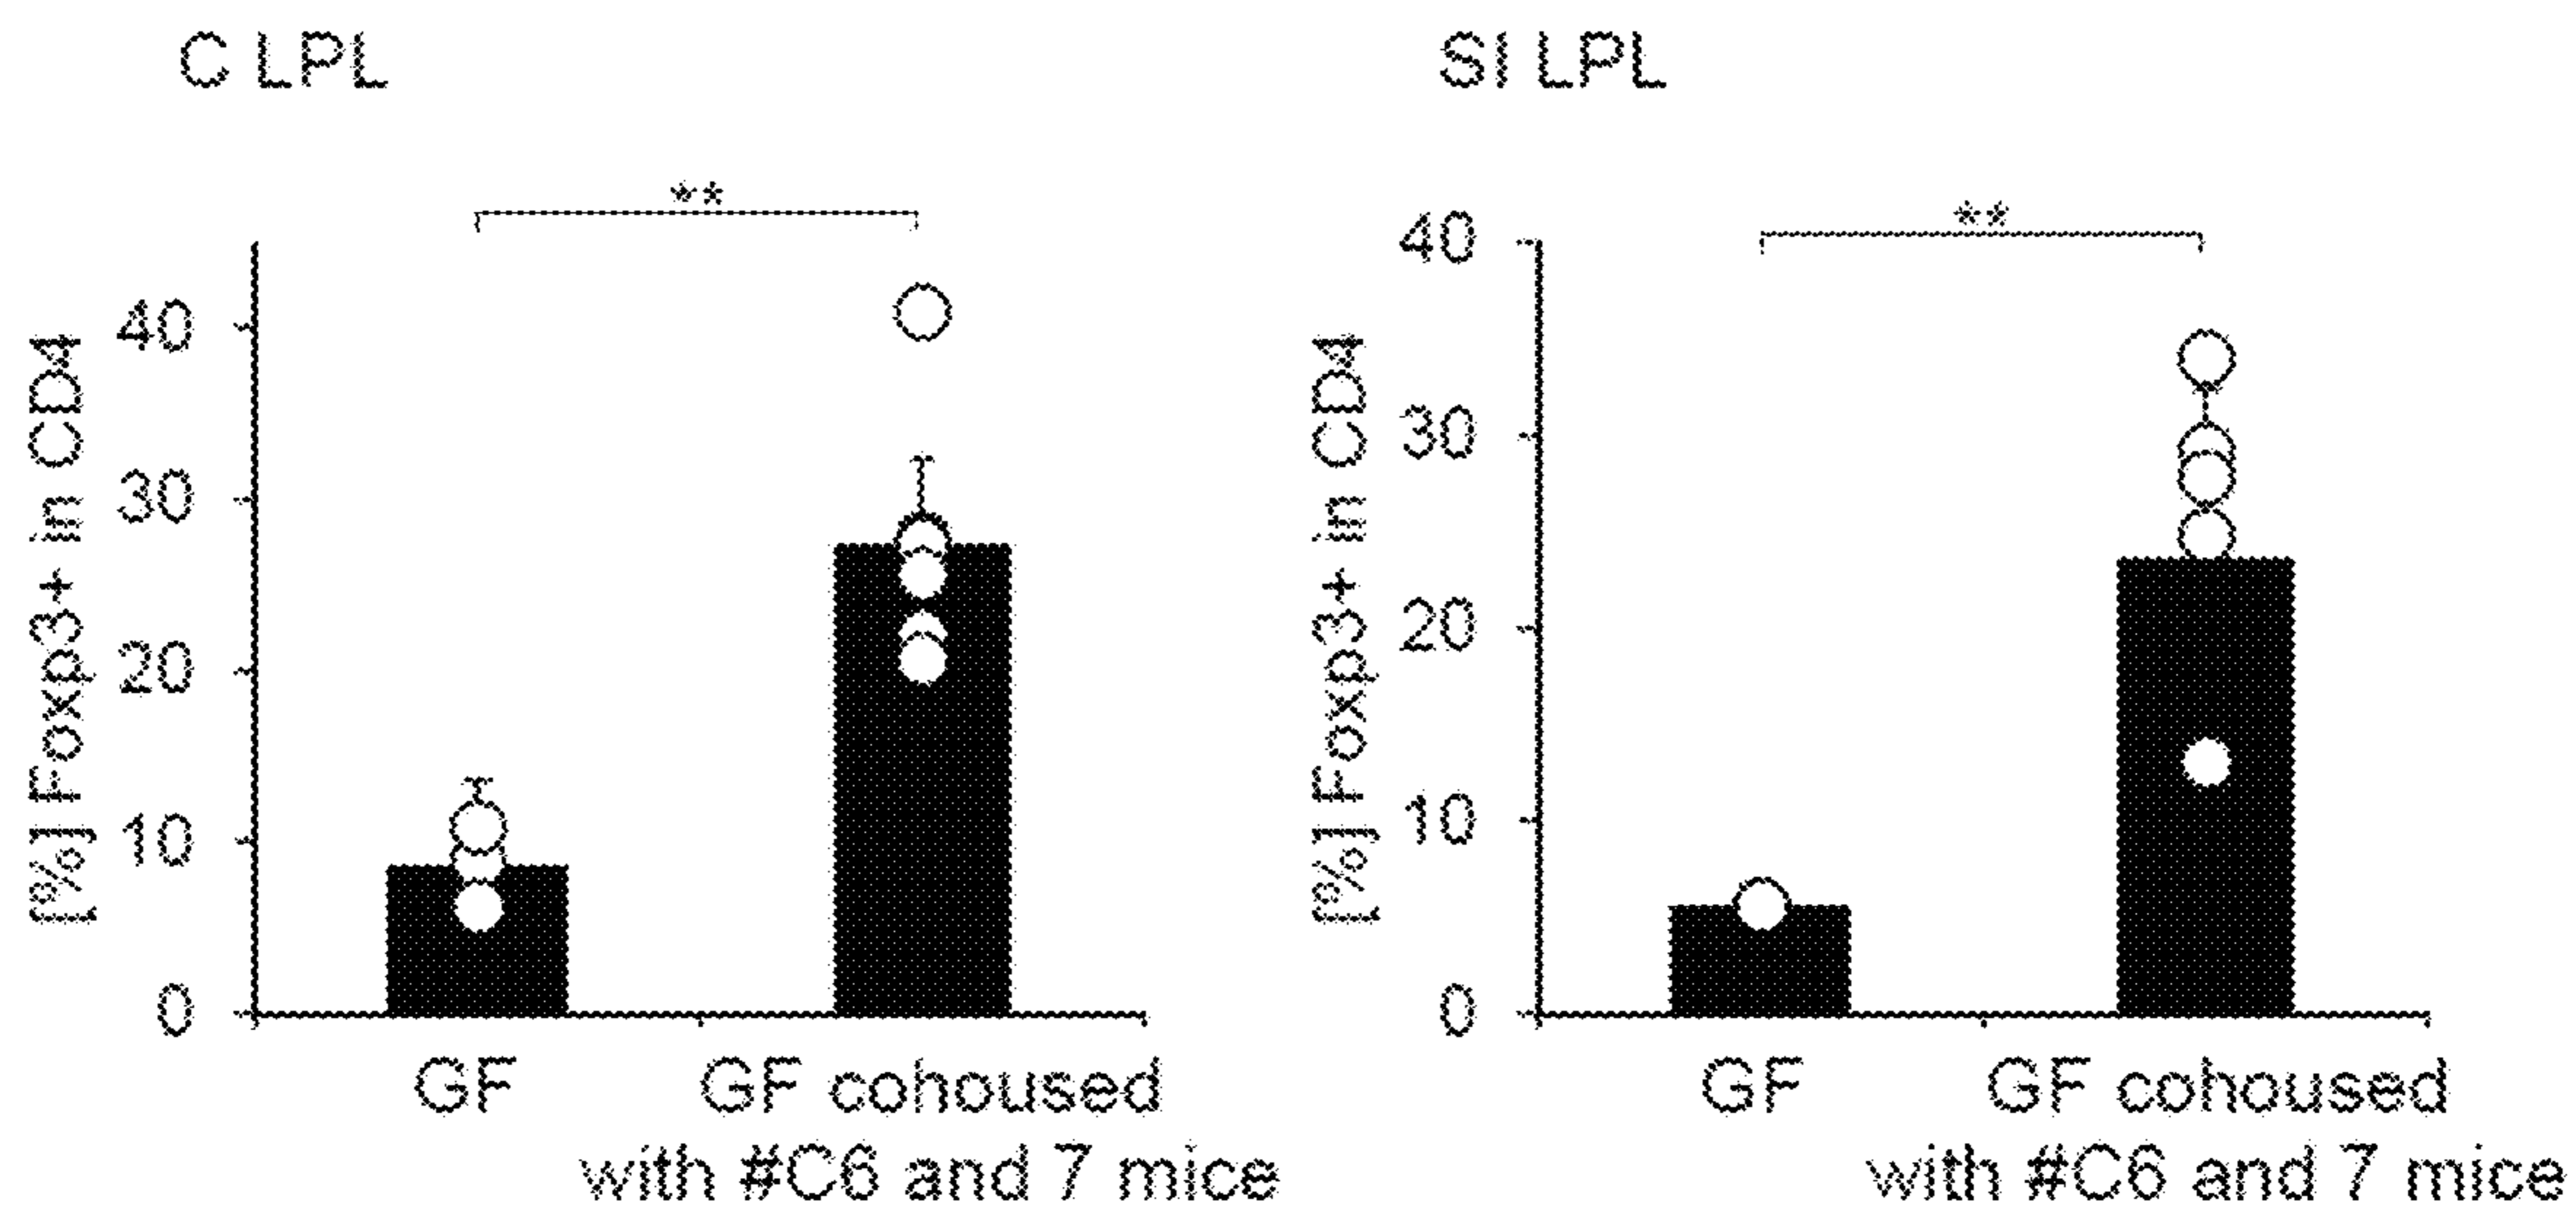 C LPL
**
[%] Foxp3+ in CD4
40
30
20
10
0
GF
GF cohoused
with #C6 and 7 mice
SI LPL
**
[%] Foxp3+ in CD4
40
30
20
10
0
GF
GF cohoused
with #C6 and 7 mice